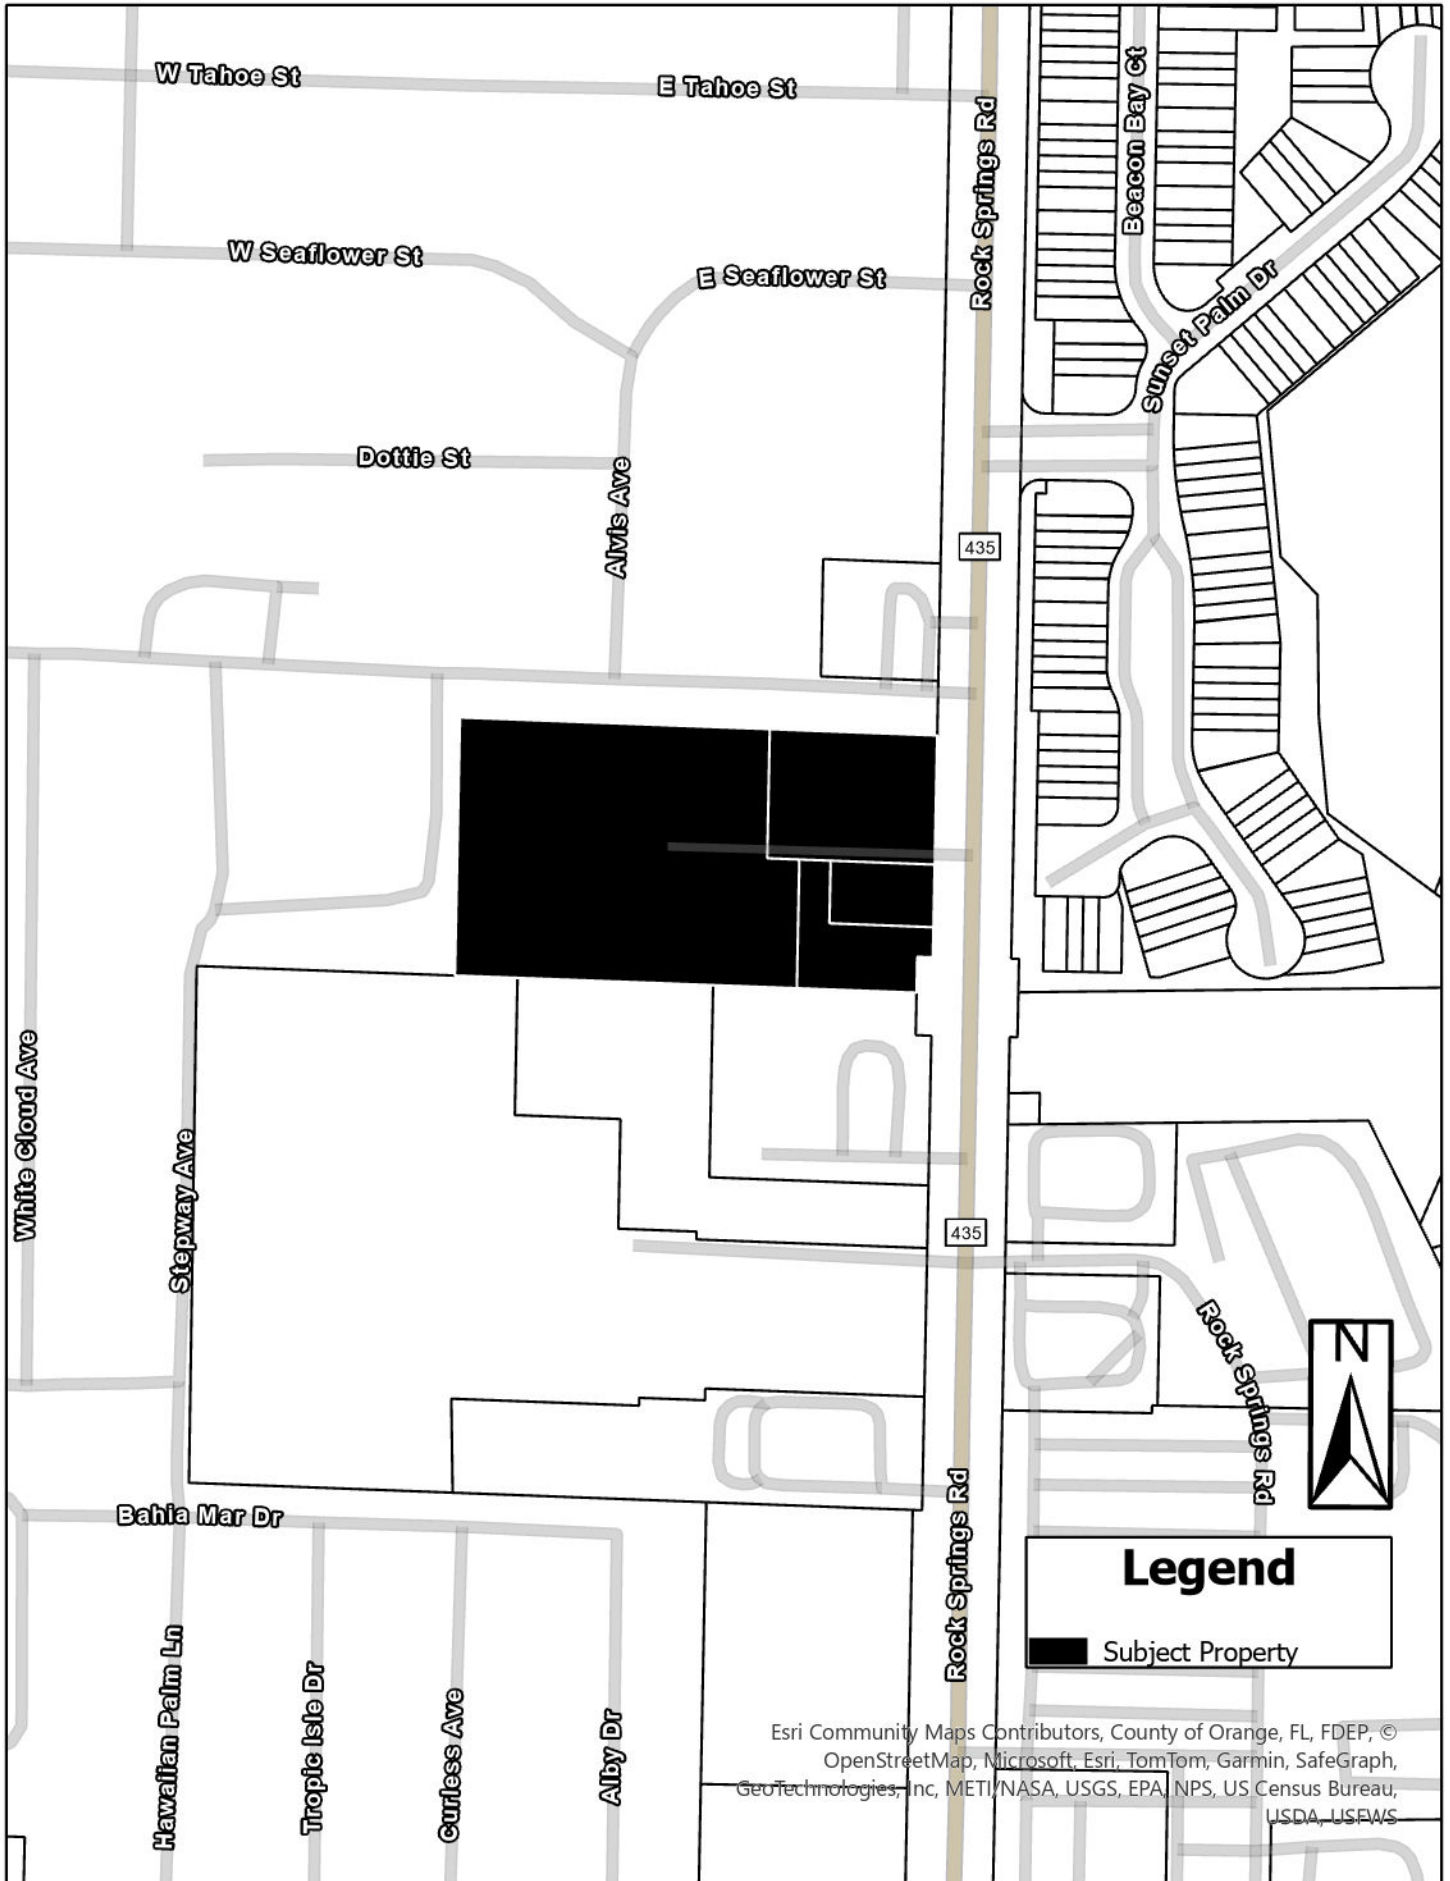 W Tahoe St
E Tahoe St
Rock Springs Rd
Beacon Bay Ct
W Seaflower St
E Seaflower St
Sunset Palm Dr
Dottie St
Alvis Ave
435
White Cloud Ave
Stepway Ave
435
Rock Springs Rd
N
Rock Springs Rd
Bahia Mar Dr
Legend
Subject Property
Hawaiian Palm Ln
Tropic Isle Dr
Curless Ave
Alby Dr
Esri Community Maps Contributors, County of Orange, FL, FDEP, ©
OpenStreetMap, Microsoft, Esri, TomTom, Garmin, SafeGraph,
GeoTechnologies, Inc, METI/NASA, USGS, EPA, NPS, US Census Bureau,
USDA, USFWS